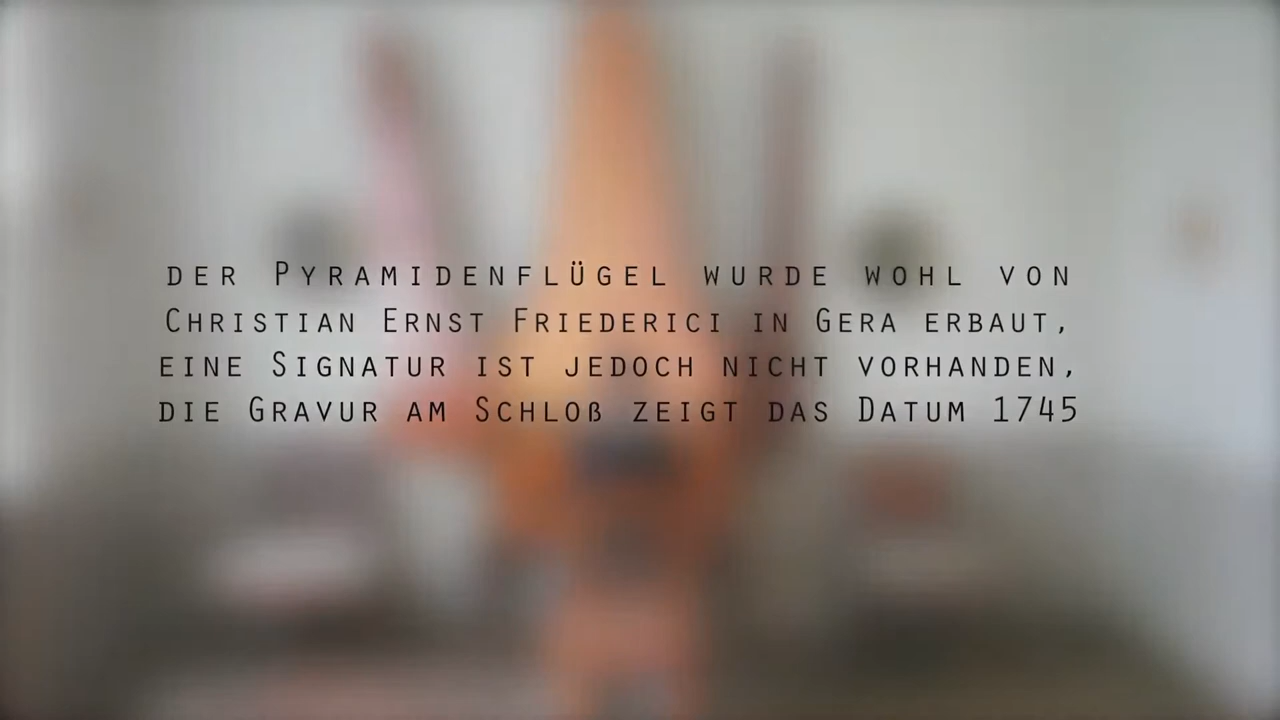 der Pyramidenflügel wurde wohl von
Christian Ernst Friederici in Gera erbaut,
eine Signatur ist jedoch nicht vorhanden,
die Gravur am Schloß zeigt das Datum 1745